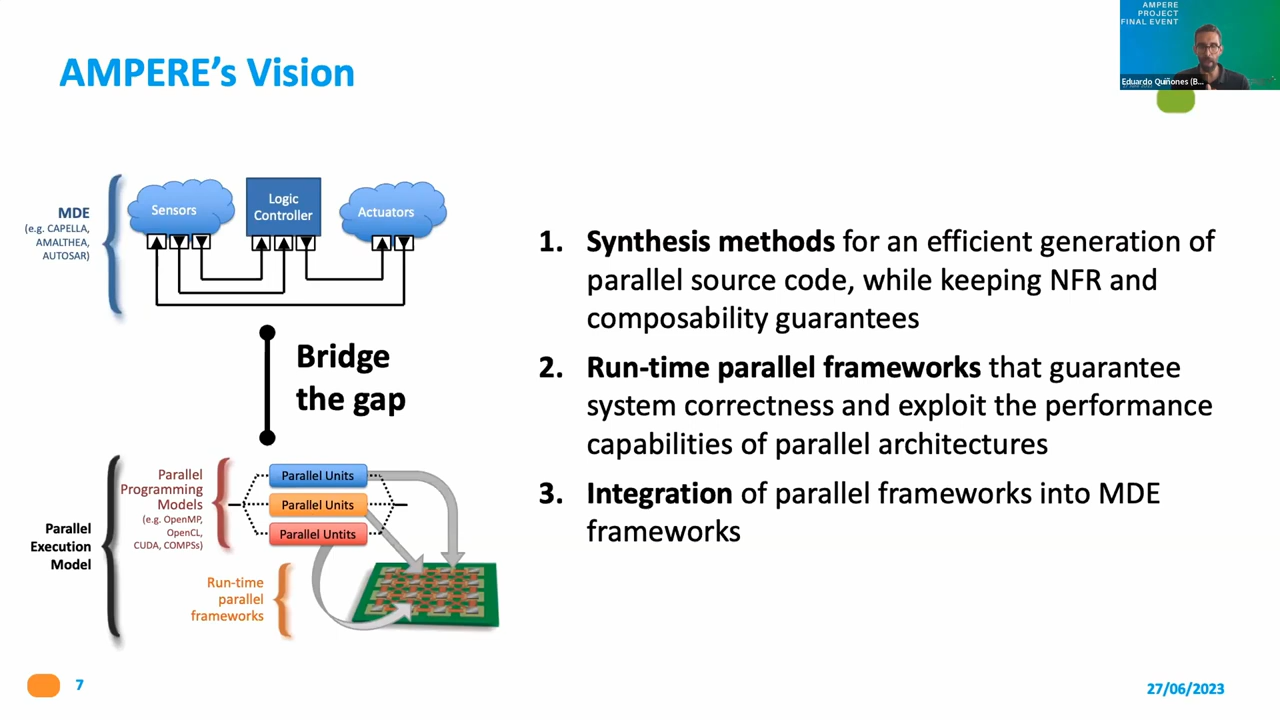 AMPERE
PROJECT
FINAL EVENT
Eduardo Quiñones (B...
AMPERE's Vision
MDE
(e.g. CAPELLA,
AMALTHEA,
AUTOSAR)
Sensors
Logic
Controller
Actuators
Bridge
the gap
Parallel
Execution
Model
Parallel
Programming
Models
(e.g. OpenMP,
OpenCL,
CUDA, COMPSs)
Parallel Units
Parallel Units
Parallel Untits
Run-time
parallel
frameworks
1. Synthesis methods for an efficient generation of
parallel source code, while keeping NFR and
composability guarantees
2. Run-time parallel frameworks that guarantee
system correctness and exploit the performance
capabilities of parallel architectures
3. Integration of parallel frameworks into MDE
frameworks
7
27/06/2023